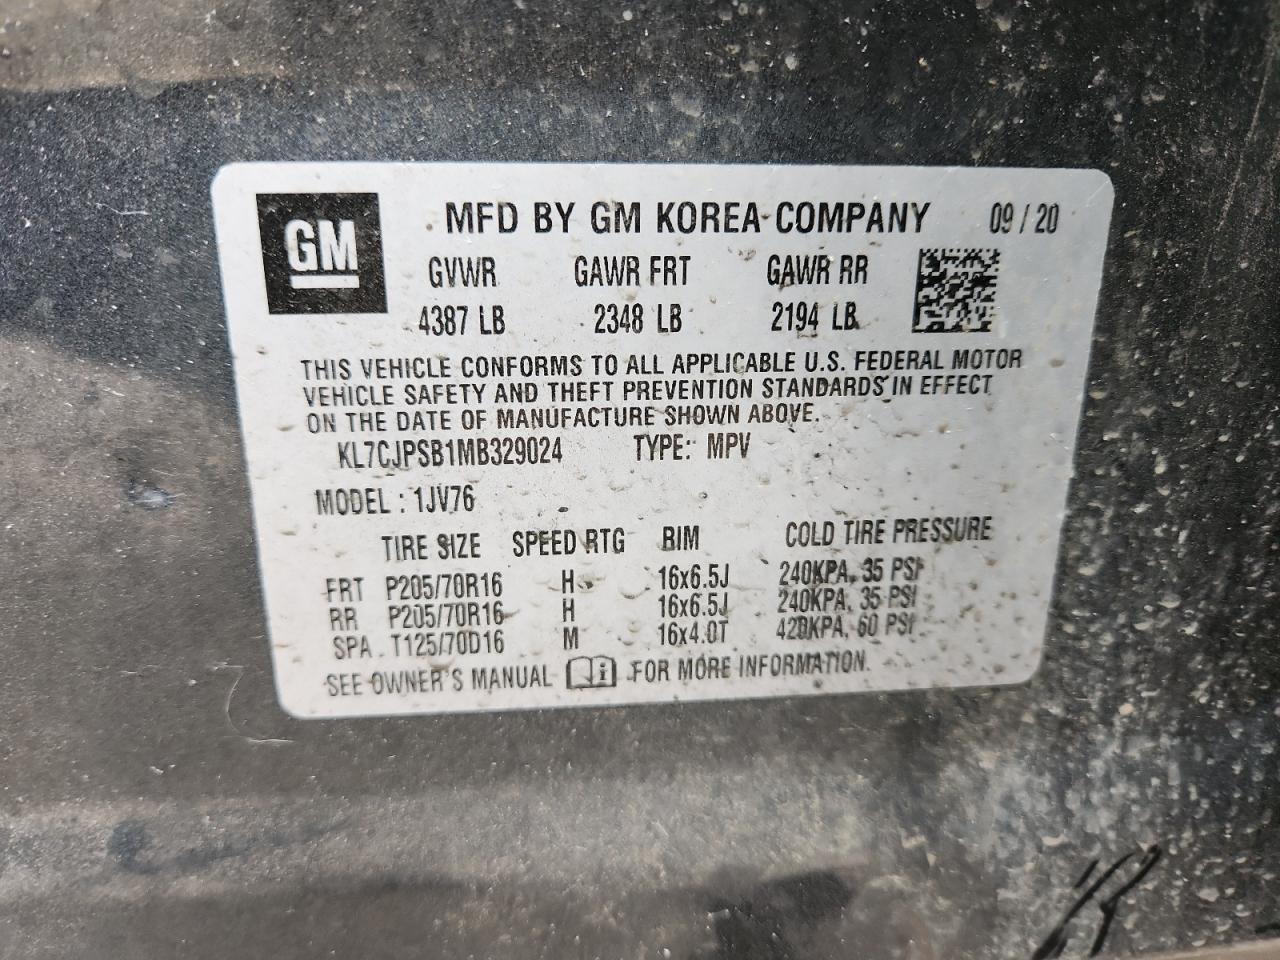 GM
MFD BY GM KOREA COMPANY 09 / 20
GVWR GAWR FRT GAWR RR
4387 LB 2348 LB 2194 LB
THIS VEHICLE CONFORMS TO ALL APPLICABLE U.S. FEDERAL MOTOR
VEHICLE SAFETY AND THEFT PREVENTION STANDARDS IN EFFECT
ON THE DATE OF MANUFACTURE SHOWN ABOVE.
KL7CJPSB1MB329024 TYPE: MPV
MODEL : 1JV76
TIRE SIZE SPEED RTG RIM COLD TIRE PRESSURE
FRT P205/70R16 H 16x6.5J 240KPA, 35 PSI
RR P205/70R16 H 16x6.5J 240KPA, 35 PSI
SPA T125/70D16 M 16x4.0T 420KPA, 60 PSI
SEE OWNER'S MANUAL FOR MORE INFORMATION.